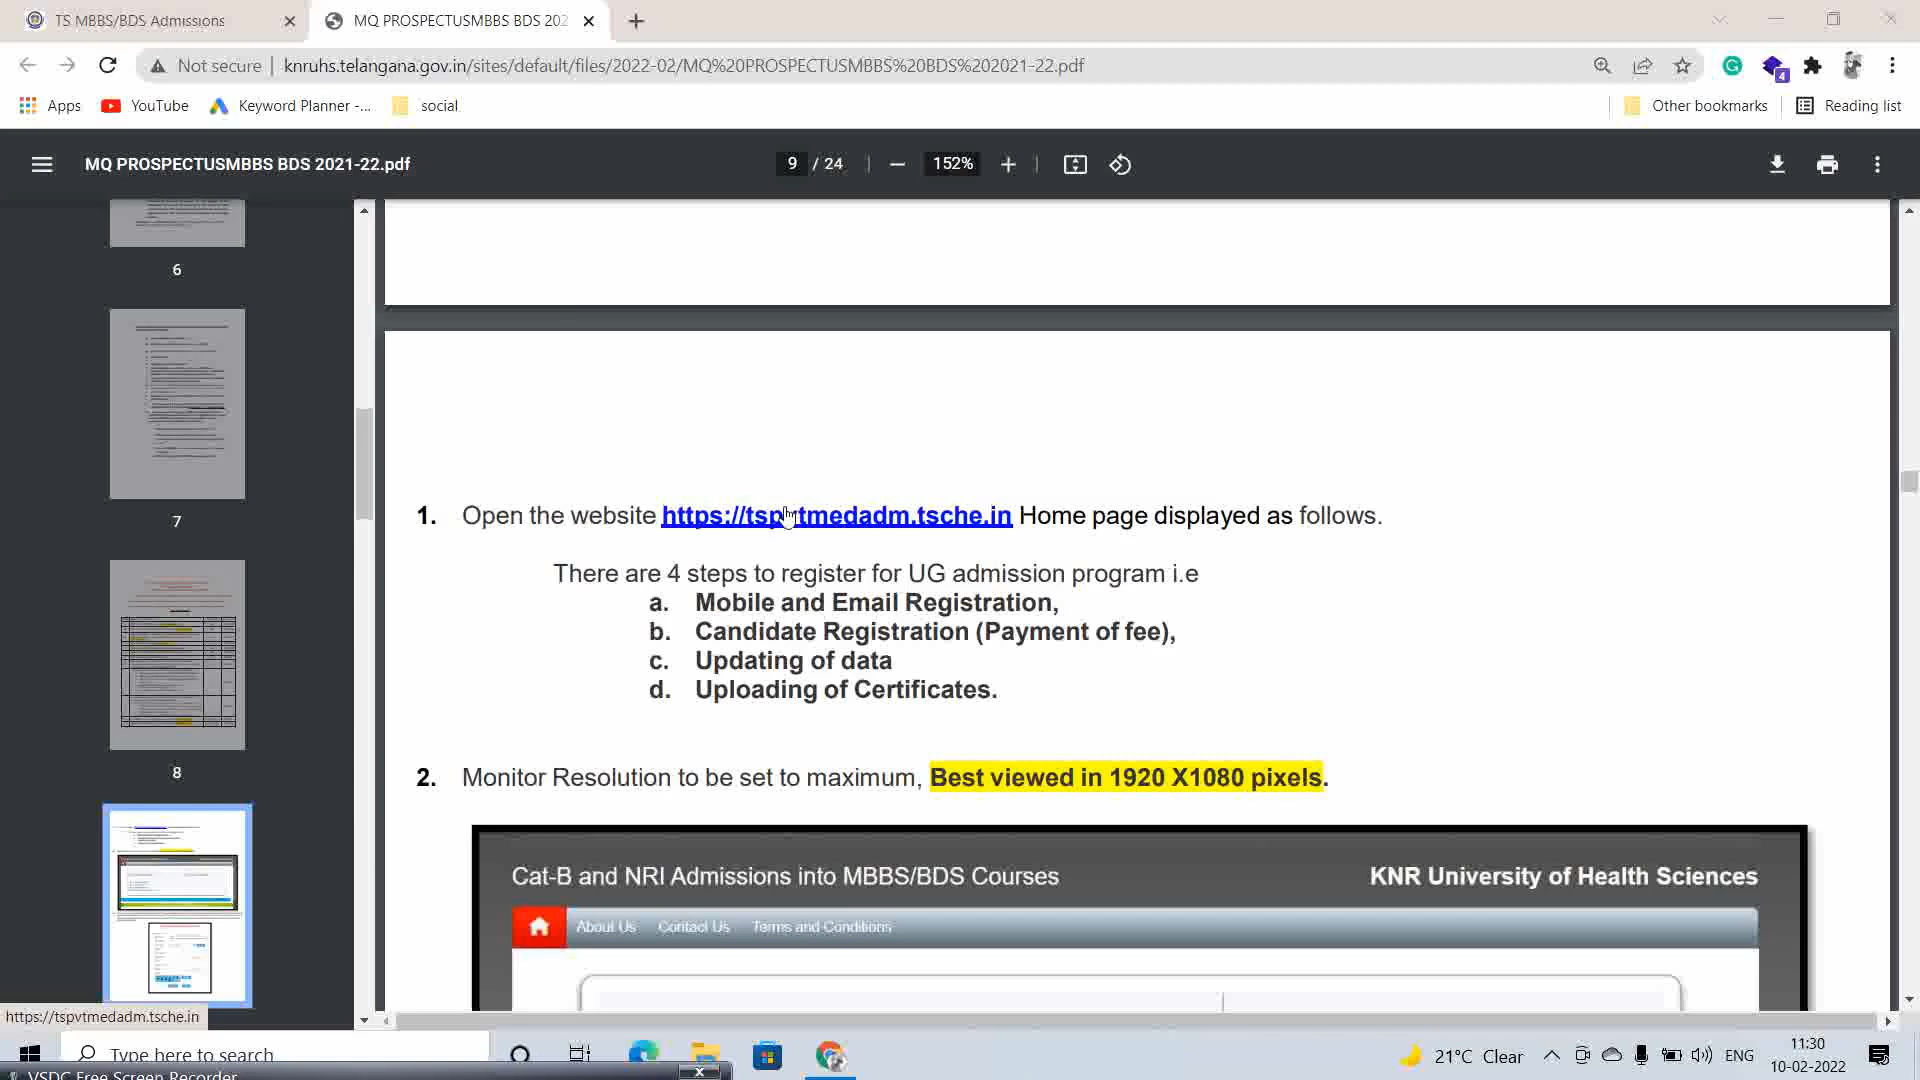 TS MBBS/BDS Admissions
MQ PROSPECTUSMBBS BDS 202
Not secure
knruhs.telangana.gov.in/sites/default/files/2022-02/MQ%20PROSPECTUSMBBS%20BDS%202021-22.pdf
4
Apps
YouTube
Keyword Planner -...
social
Other bookmarks
Reading list
MQ PROSPECTUSMBBS BDS 2021-22.pdf
9 / 24
152%
6
7
8
1. Open the website https://tspvtmedadm.tsche.in Home page displayed as follows.
There are 4 steps to register for UG admission program i.e
a. Mobile and Email Registration,
b. Candidate Registration (Payment of fee),
c. Updating of data
d. Uploading of Certificates.
2. Monitor Resolution to be set to maximum, Best viewed in 1920 X1080 pixels.
Cat-B and NRI Admissions into MBBS/BDS Courses
KNR University of Health Sciences
About Us
Contact Us
Terms and Conditions
https://tspvtmedadm.tsche.in
Type here to search
21°C Clear
ENG
11:30
10-02-2022
VSDC Free Screen Recorder